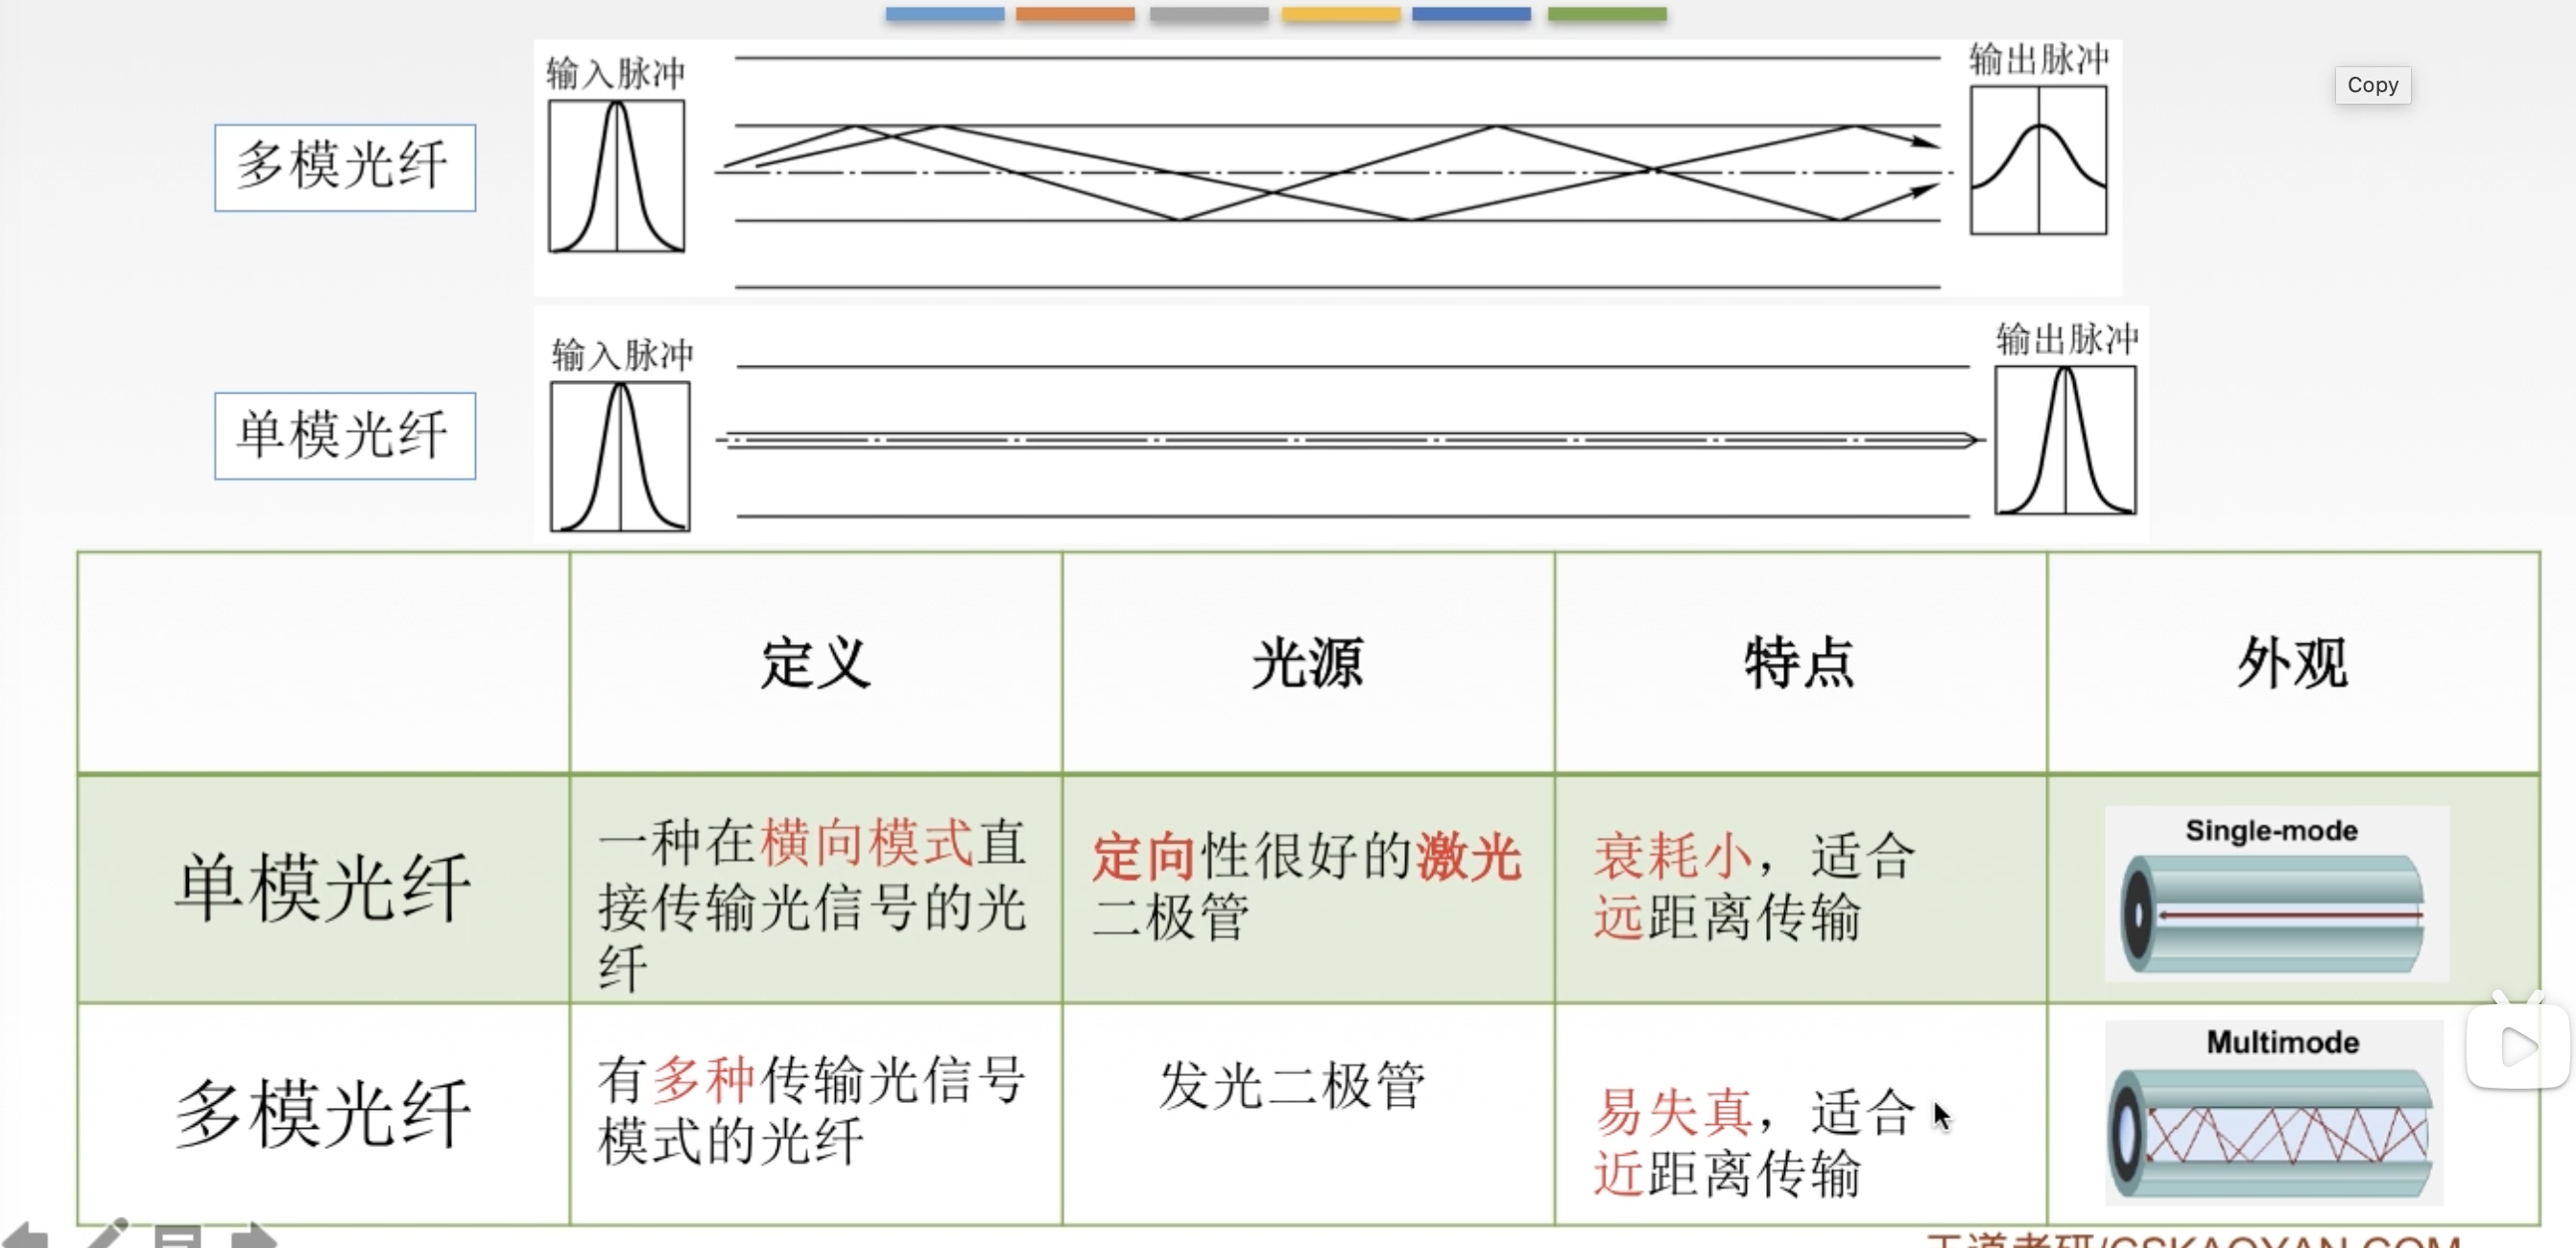 输入脉冲
输出脉冲
Copy
多模光纤
输入脉冲
输出脉冲
单模光纤
定义
光源
特点
外观
单模光纤
一种在横向模式直
接传输光信号的光
纤
定向性很好的激光
二极管
衰耗小，适合
远距离传输
Single-mode
多模光纤
有多种传输光信号
模式的光纤
发光二极管
易失真，适合
近距离传输
Multimode
王道考研/CSKAOYAN.COM